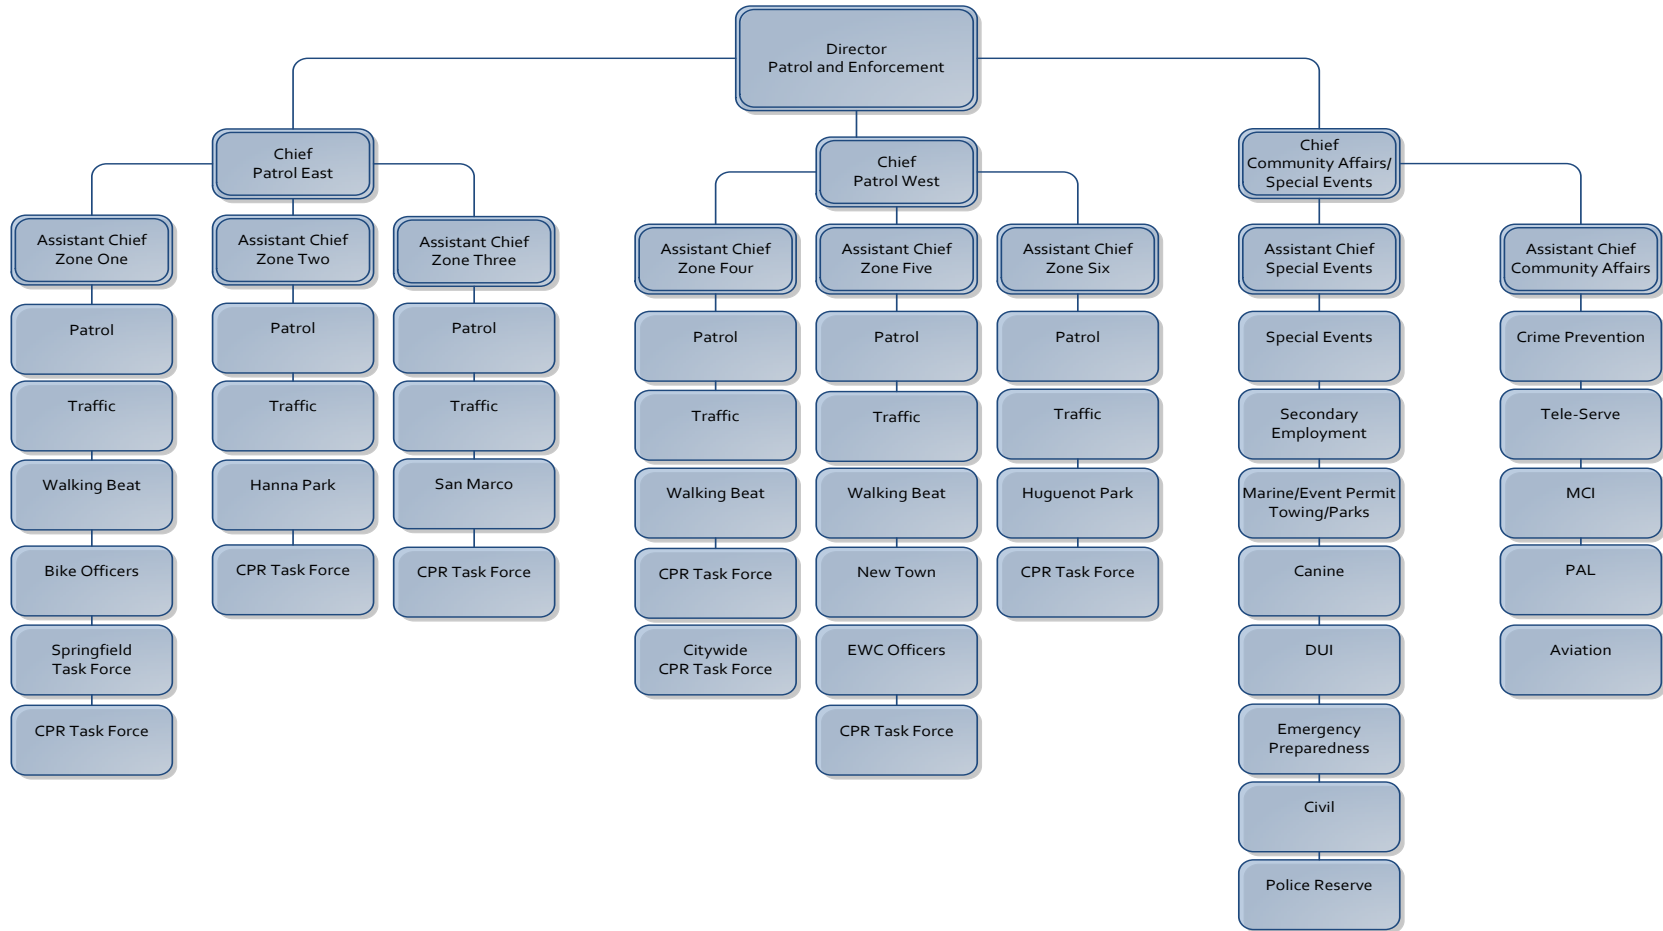 Director
Patrol and Enforcement
Chief
Patrol East
Chief
Patrol West
Chief
Community Affairs/
Special Events
Assistant Chief
Zone One
Assistant Chief
Zone Two
Assistant Chief
Zone Three
Assistant Chief
Zone Four
Assistant Chief
Zone Five
Assistant Chief
Zone Six
Assistant Chief
Special Events
Assistant Chief
Community Affairs
Patrol
Traffic
Walking Beat
Bike Officers
Springfield
Task Force
CPR Task Force
Patrol
Traffic
Hanna Park
CPR Task Force
Patrol
Traffic
San Marco
CPR Task Force
Patrol
Traffic
Walking Beat
CPR Task Force
Citywide
CPR Task Force
Patrol
Traffic
Walking Beat
New Town
EWC Officers
CPR Task Force
Patrol
Traffic
Huguenot Park
CPR Task Force
Special Events
Secondary
Employment
Marine/Event Permit
Towing/Parks
Canine
DUI
Emergency
Preparedness
Civil
Police Reserve
Crime Prevention
Tele-Serve
MCI
PAL
Aviation